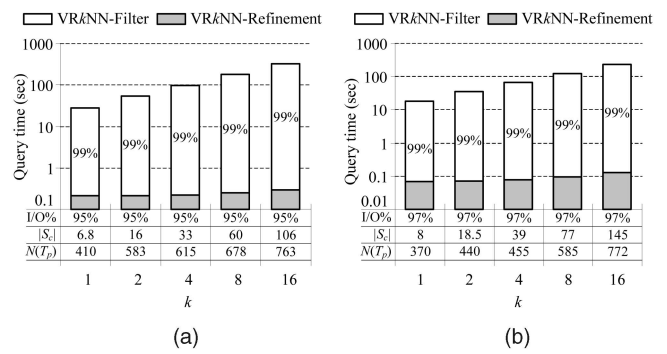 VRkNN-Filter VRkNN-Refinement
Query time (sec)
1000
100
10
1
0.1
99% 99% 99% 99% 99%
I/O% 95% 95% 95% 95% 95%
|Sc| 6.8 16 33 60 106
N(Tp) 410 583 615 678 763
1 2 4 8 16
k
(a)
VRkNN-Filter VRkNN-Refinement
Query time (sec)
1000
100
10
1
0.1
0.01
99% 99% 99% 99% 99%
I/O% 97% 97% 97% 97% 97%
|Sc| 8 18.5 39 77 145
N(Tp) 370 440 455 585 772
1 2 4 8 16
k
(b)